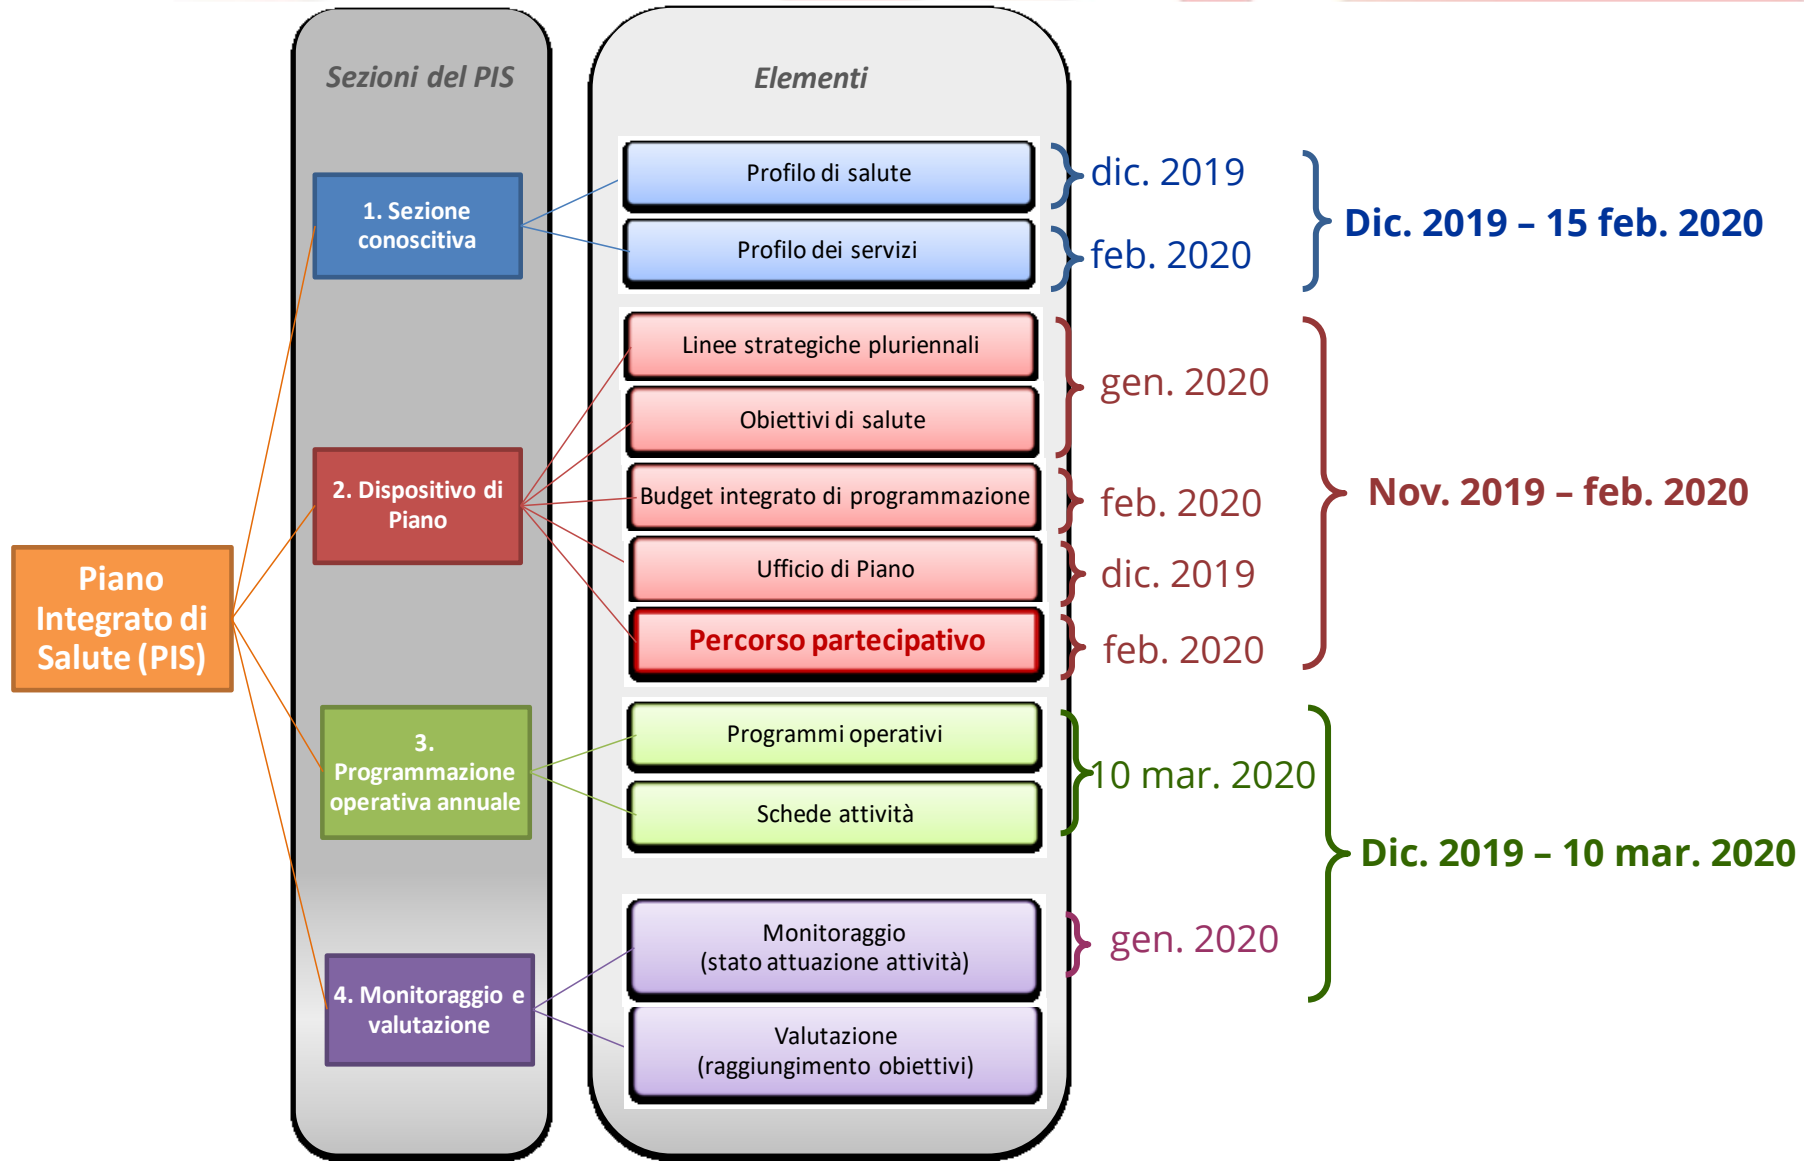 Sezioni del PIS
Elementi
Piano
Integrato di
Salute (PIS)
1. Sezione
conoscitiva
Profilo di salute
dic. 2019
Profilo dei servizi
feb. 2020
Dic. 2019 – 15 feb. 2020
2. Dispositivo di
Piano
Linee strategiche pluriennali
Obiettivi di salute
gen. 2020
Budget integrato di programmazione
feb. 2020
Ufficio di Piano
dic. 2019
Percorso partecipativo
feb. 2020
Nov. 2019 – feb. 2020
3.
Programmazione
operativa annuale
Programmi operativi
Schede attività
10 mar. 2020
4. Monitoraggio e
valutazione
Monitoraggio
(stato attuazione attività)
gen. 2020
Valutazione
(raggiungimento obiettivi)
Dic. 2019 – 10 mar. 2020